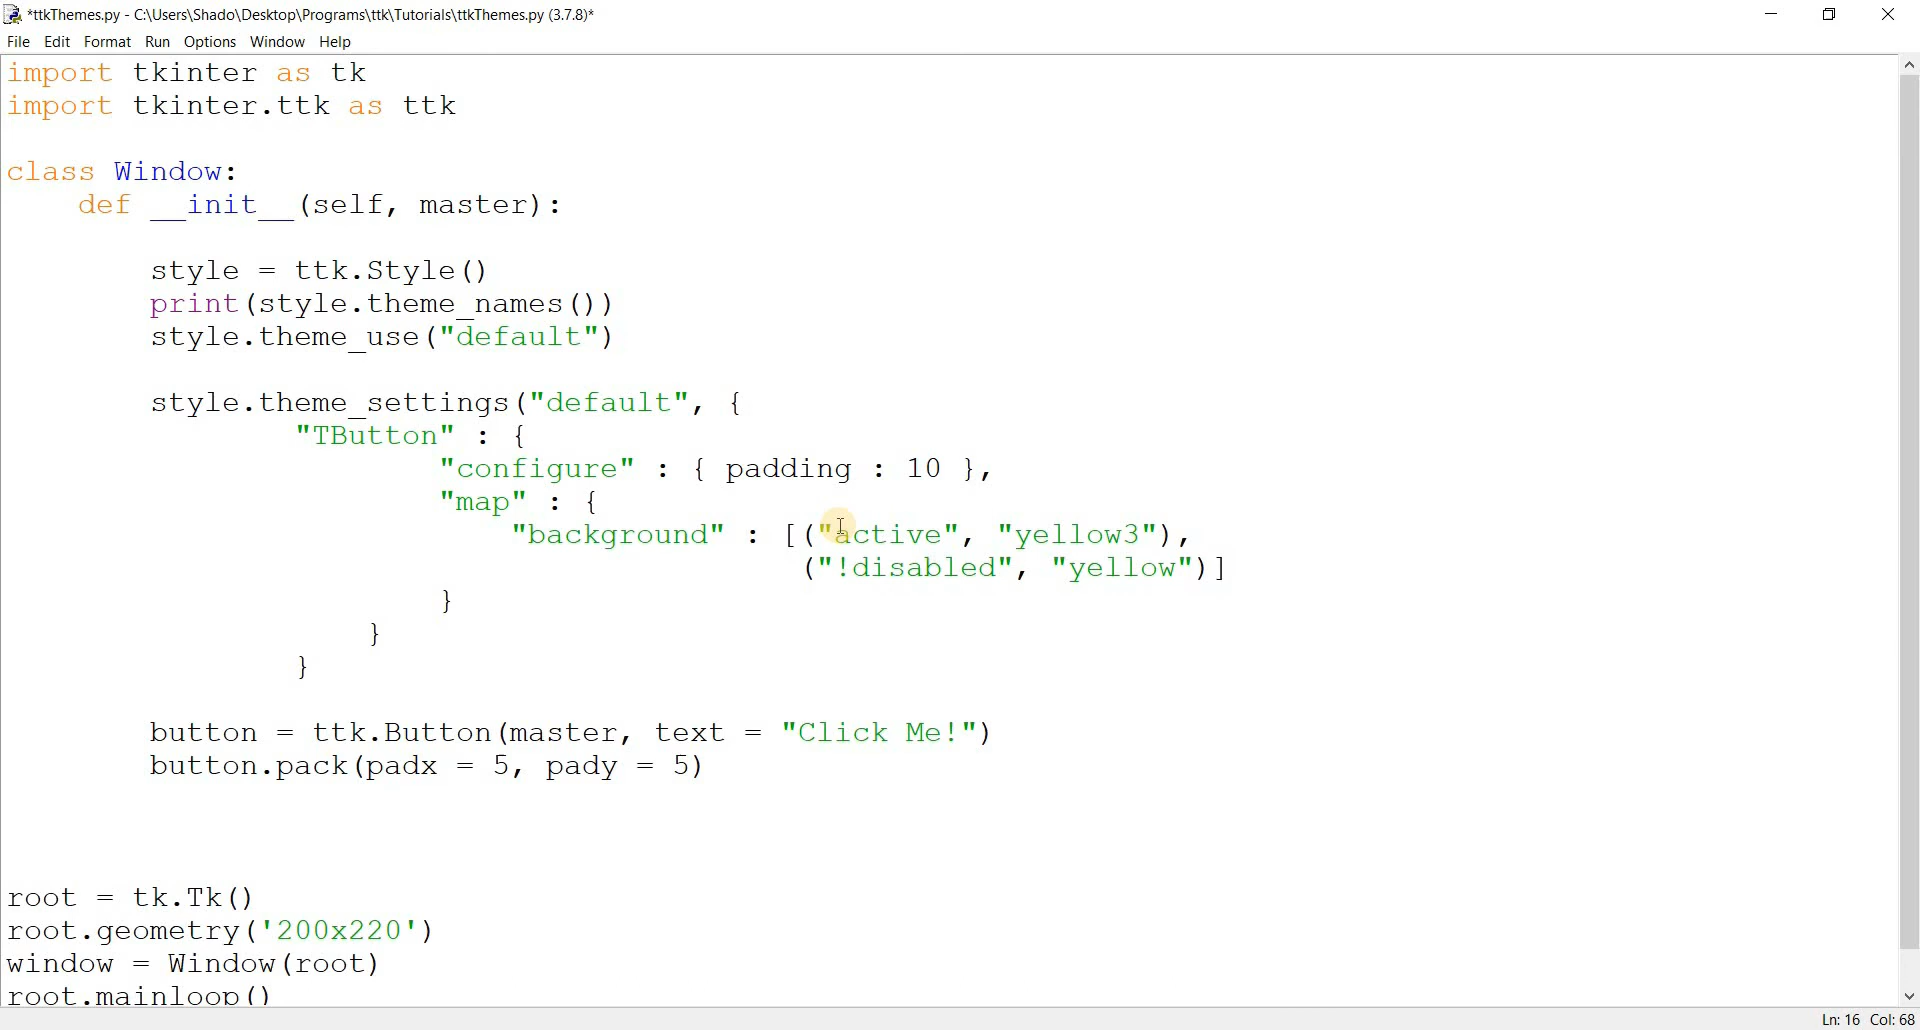 *ttkThemes.py - C:\Users\Shado\Desktop\Programs\ttk\Tutorials\ttkThemes.py (3.7.8)*
File Edit Format Run Options Window Help
import tkinter as tk
import tkinter.ttk as ttk
class Window:
    def __init__(self, master):
        style = ttk.Style()
        print(style.theme_names())
        style.theme_use("default")
        style.theme_settings("default", {
                "TButton" : {
                        "configure" : { padding : 10 },
                        "map" : {
                            "background" : [("active", "yellow3"),
                                            ("!disabled", "yellow")]
                        }
                    }
                }
        button = ttk.Button(master, text = "Click Me!")
        button.pack(padx = 5, pady = 5)
root = tk.Tk()
root.geometry('200x220')
window = Window(root)
root.mainloop()
Ln: 16 Col: 68